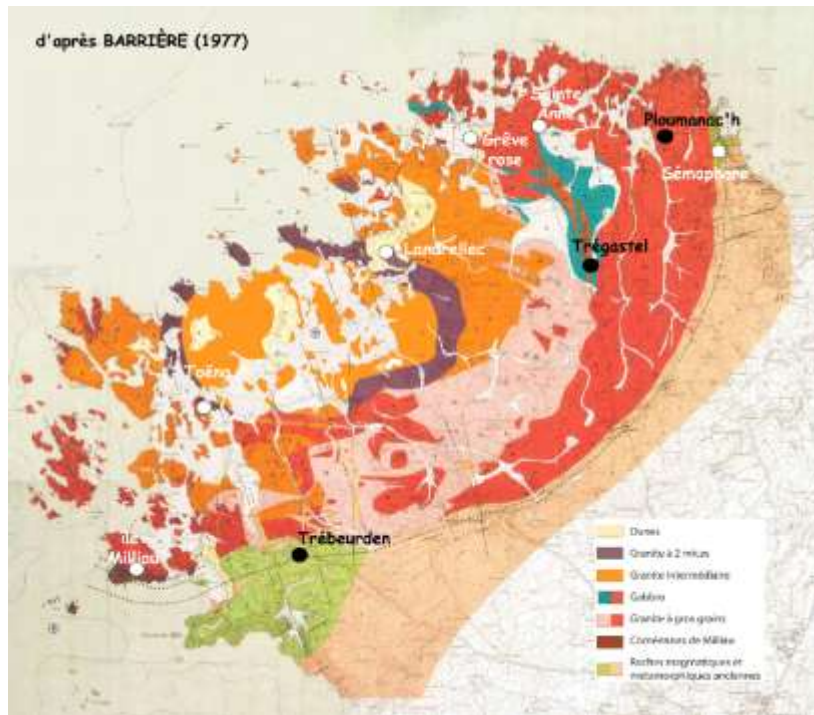 d'après BARRIÈRE (1977)
Sainte
Anne
Ploumanac'h
Grève
rose
Sémaphore
Landrellec
Trégastel
Toëno
Trébeurden
île
Milliau
Dunes
Granite à 2 micas
Granite intermédiaire
Gabbro
Granite à gros grains
Cornéennes de Milliau
Roches magmatiques et
métamorphiques anciennes